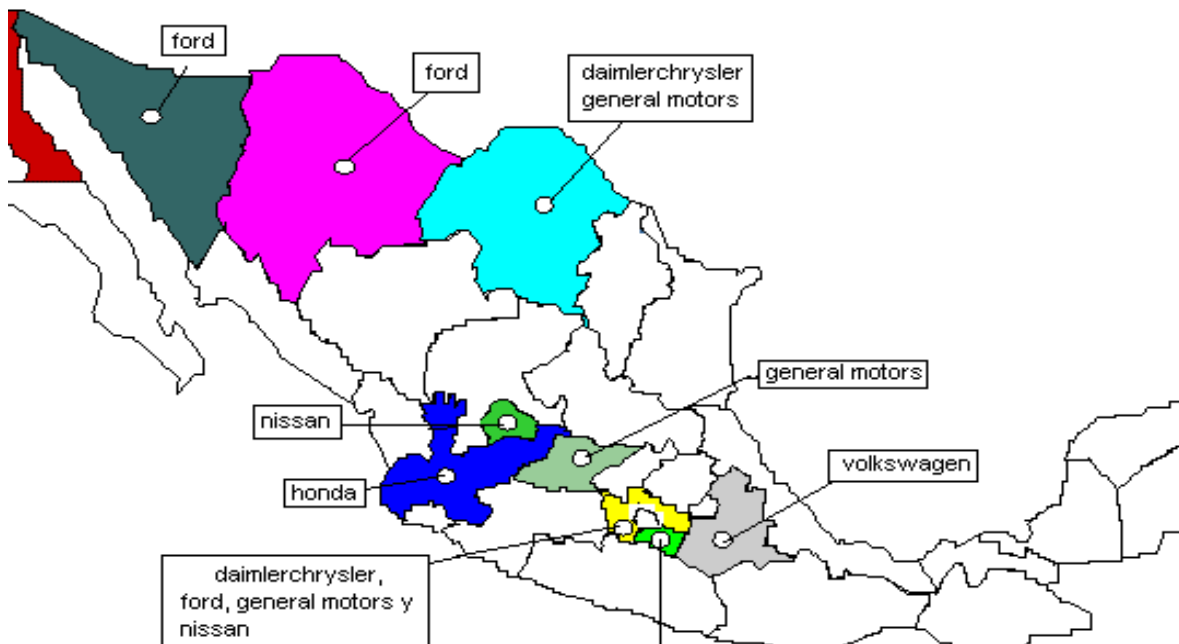 ford
ford
daimlerchrysler
general motors
general motors
nissan
volkswagen
honda
daimlerchrysler,
ford, general motors y
nissan